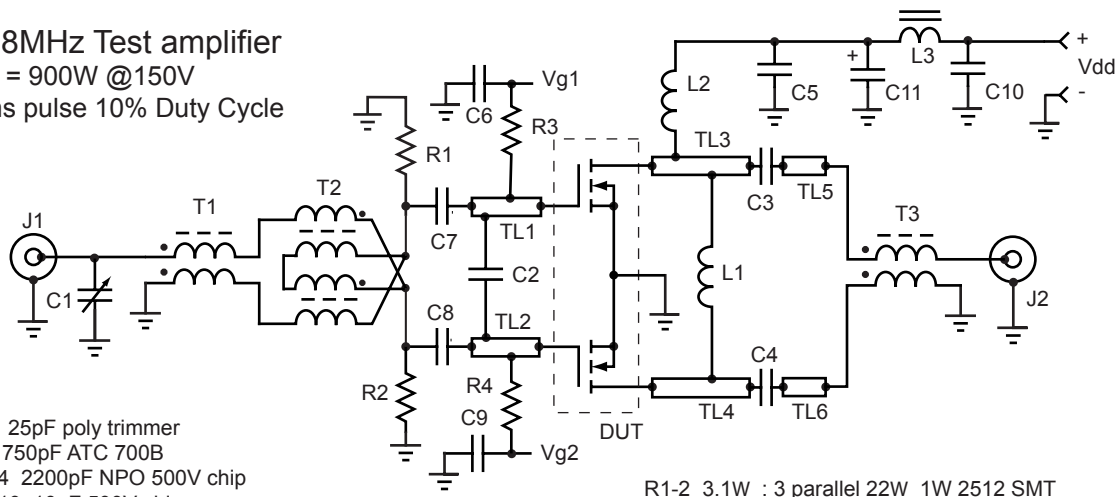 8MHz Test amplifier
= 900W @150V
pulse 10% Duty Cycle
Vg1
C6
R3
R1
L2
C5
+
C11
L3
C10
+
Vdd
-
TL3
C3
TL5
J1
T1
T2
C7
TL1
C1
C2
L1
T3
J2
C8
TL2
R2
R4
C9
Vg2
DUT
C4
TL4
TL6
25pF poly trimmer
750pF ATC 700B
4 2200pF NPO 500V chip
R1-2 3.1W : 3 parallel 22W 1W 2512 SMT